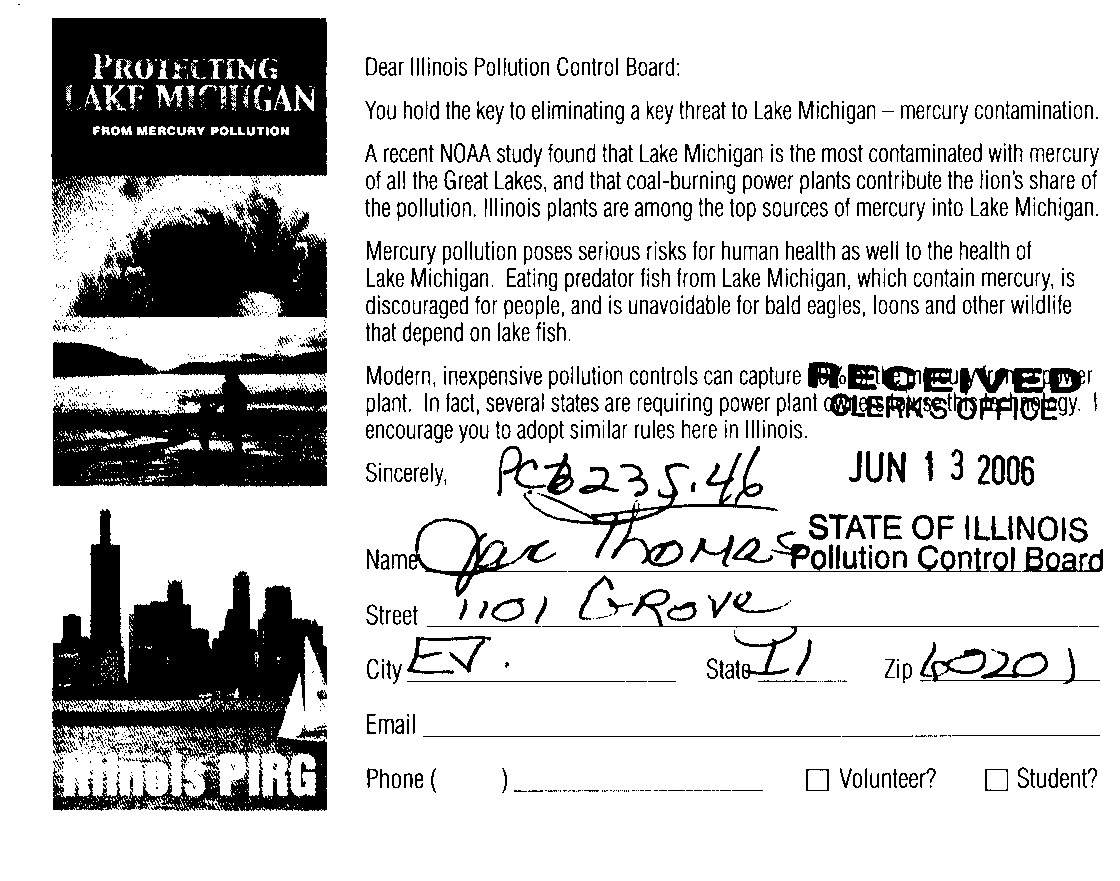 PROTECTING
LAKE MICHIGAN
FROM MERCURY POLLUTION
Illinois PIRG
Dear Illinois Pollution Control Board:
You hold the key to eliminating a key threat to Lake Michigan – mercury contamination.
A recent NOAA study found that Lake Michigan is the most contaminated with mercury
of all the Great Lakes, and that coal-burning power plants contribute the lion's share of
the pollution. Illinois plants are among the top sources of mercury into Lake Michigan.
Mercury pollution poses serious risks for human health as well to the health of
Lake Michigan. Eating predator fish from Lake Michigan, which contain mercury, is
discouraged for people, and is unavoidable for bald eagles, loons and other wildlife
that depend on lake fish.
Modern, inexpensive pollution controls can capture power
plant. In fact, several states are requiring power plant technology. I
encourage you to adopt similar rules here in Illinois.
RECEIVED
CLERK'S OFFICE
JUN 13 2006
STATE OF ILLINOIS
Pollution Control Board
Sincerely,
Name Thomas
Street 1101 Grove
City Ev.
State Il Zip 60201
Email
Phone ( )
Volunteer? Student?